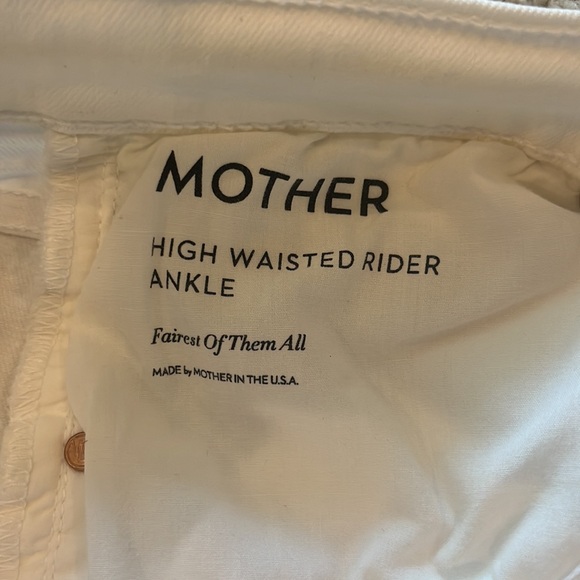 MOTHER
HIGH WAISTED RIDER
ANKLE
Fairest Of Them All
MADE by MOTHER IN THE U.S.A.